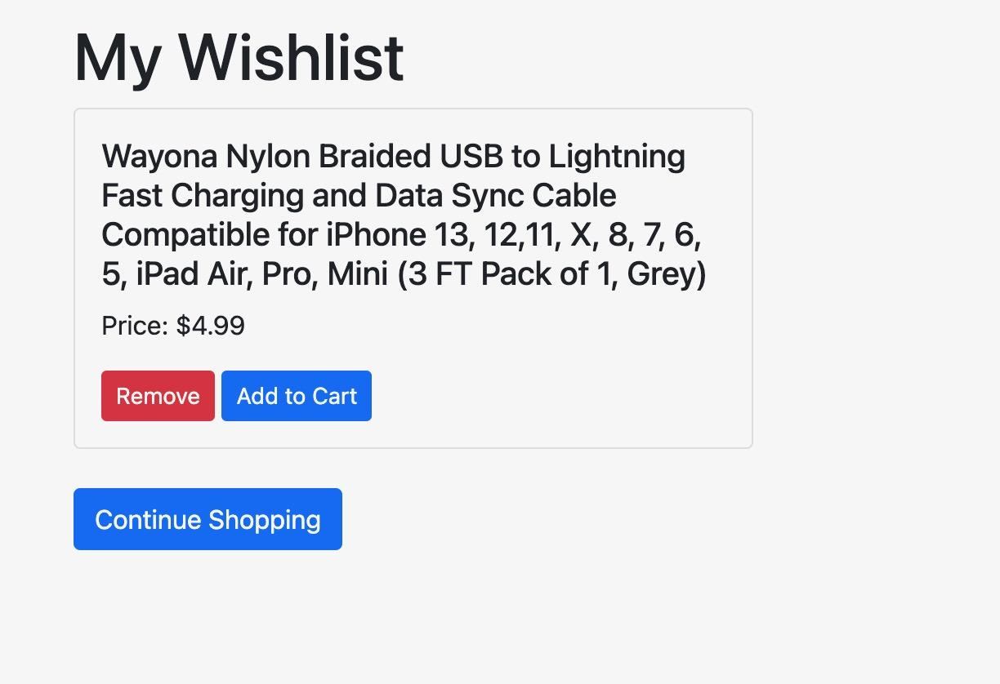 My Wishlist
Wayona Nylon Braided USB to Lightning
Fast Charging and Data Sync Cable
Compatible for iPhone 13, 12,11, X, 8, 7, 6,
5, iPad Air, Pro, Mini (3 FT Pack of 1, Grey)
Price: $4.99
Remove Add to Cart
Continue Shopping